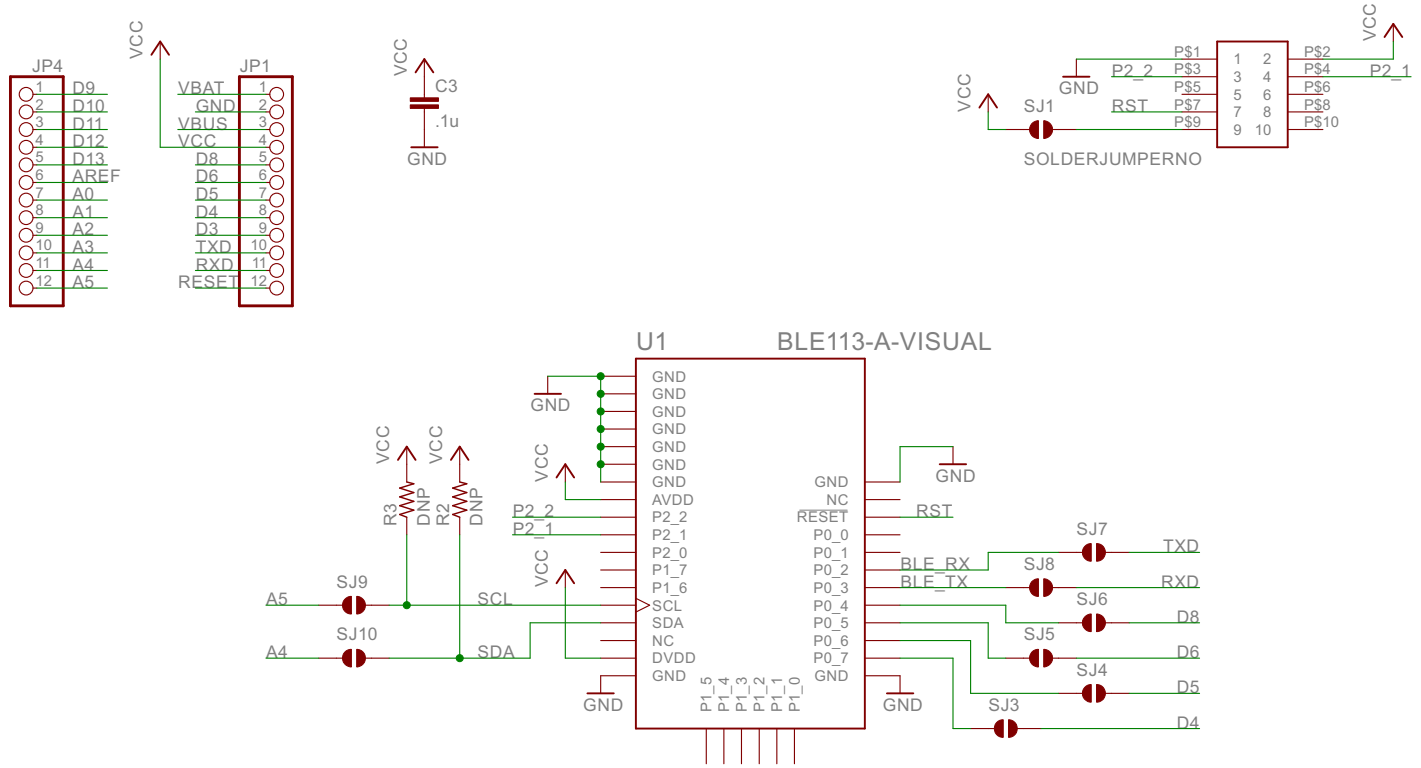 VCC
JP4
1 D9
2 D10
3 D11
4 D12
5 D13
6 AREF
7 A0
8 A1
9 A2
10 A3
11 A4
12 A5
JP1
VBAT 1
GND 2
VBUS 3
VCC 4
D8 5
D6 6
D5 7
D4 8
D3 9
TXD 10
RXD 11
RESET 12
VCC
C3
.1u
GND
VCC
P$1 1 2 P$2
GND P2_2 P$3 3 4 P$4 P2_1
P$5 5 6 P$6
RST P$7 7 8 P$8
VCC SJ1 P$9 9 10 P$10
SOLDERJUMPERNO
U1 BLE113-A-VISUAL
GND
GND
GND
GND
GND
GND
GND
GND
VCC
AVDD
P2_2 P2_2
P2_1 P2_1
P2_0
P1_7
P1_6
VCC
SCL
SDA
NC
DVDD
GND
GND
VCC
R3
DNP
VCC
R2
DNP
A5 SJ9 SCL
A4 SJ10 SDA
P1_5
P1_4
P1_3
P1_2
P1_1
P1_0
GND GND
NC
RESET RST
P0_0
P0_1
P0_2 BLE_RX SJ7 TXD
P0_3 BLE_TX SJ8 RXD
P0_4 SJ6 D8
P0_5 SJ5 D6
P0_6 SJ4 D5
P0_7 SJ3 D4
GND
GND